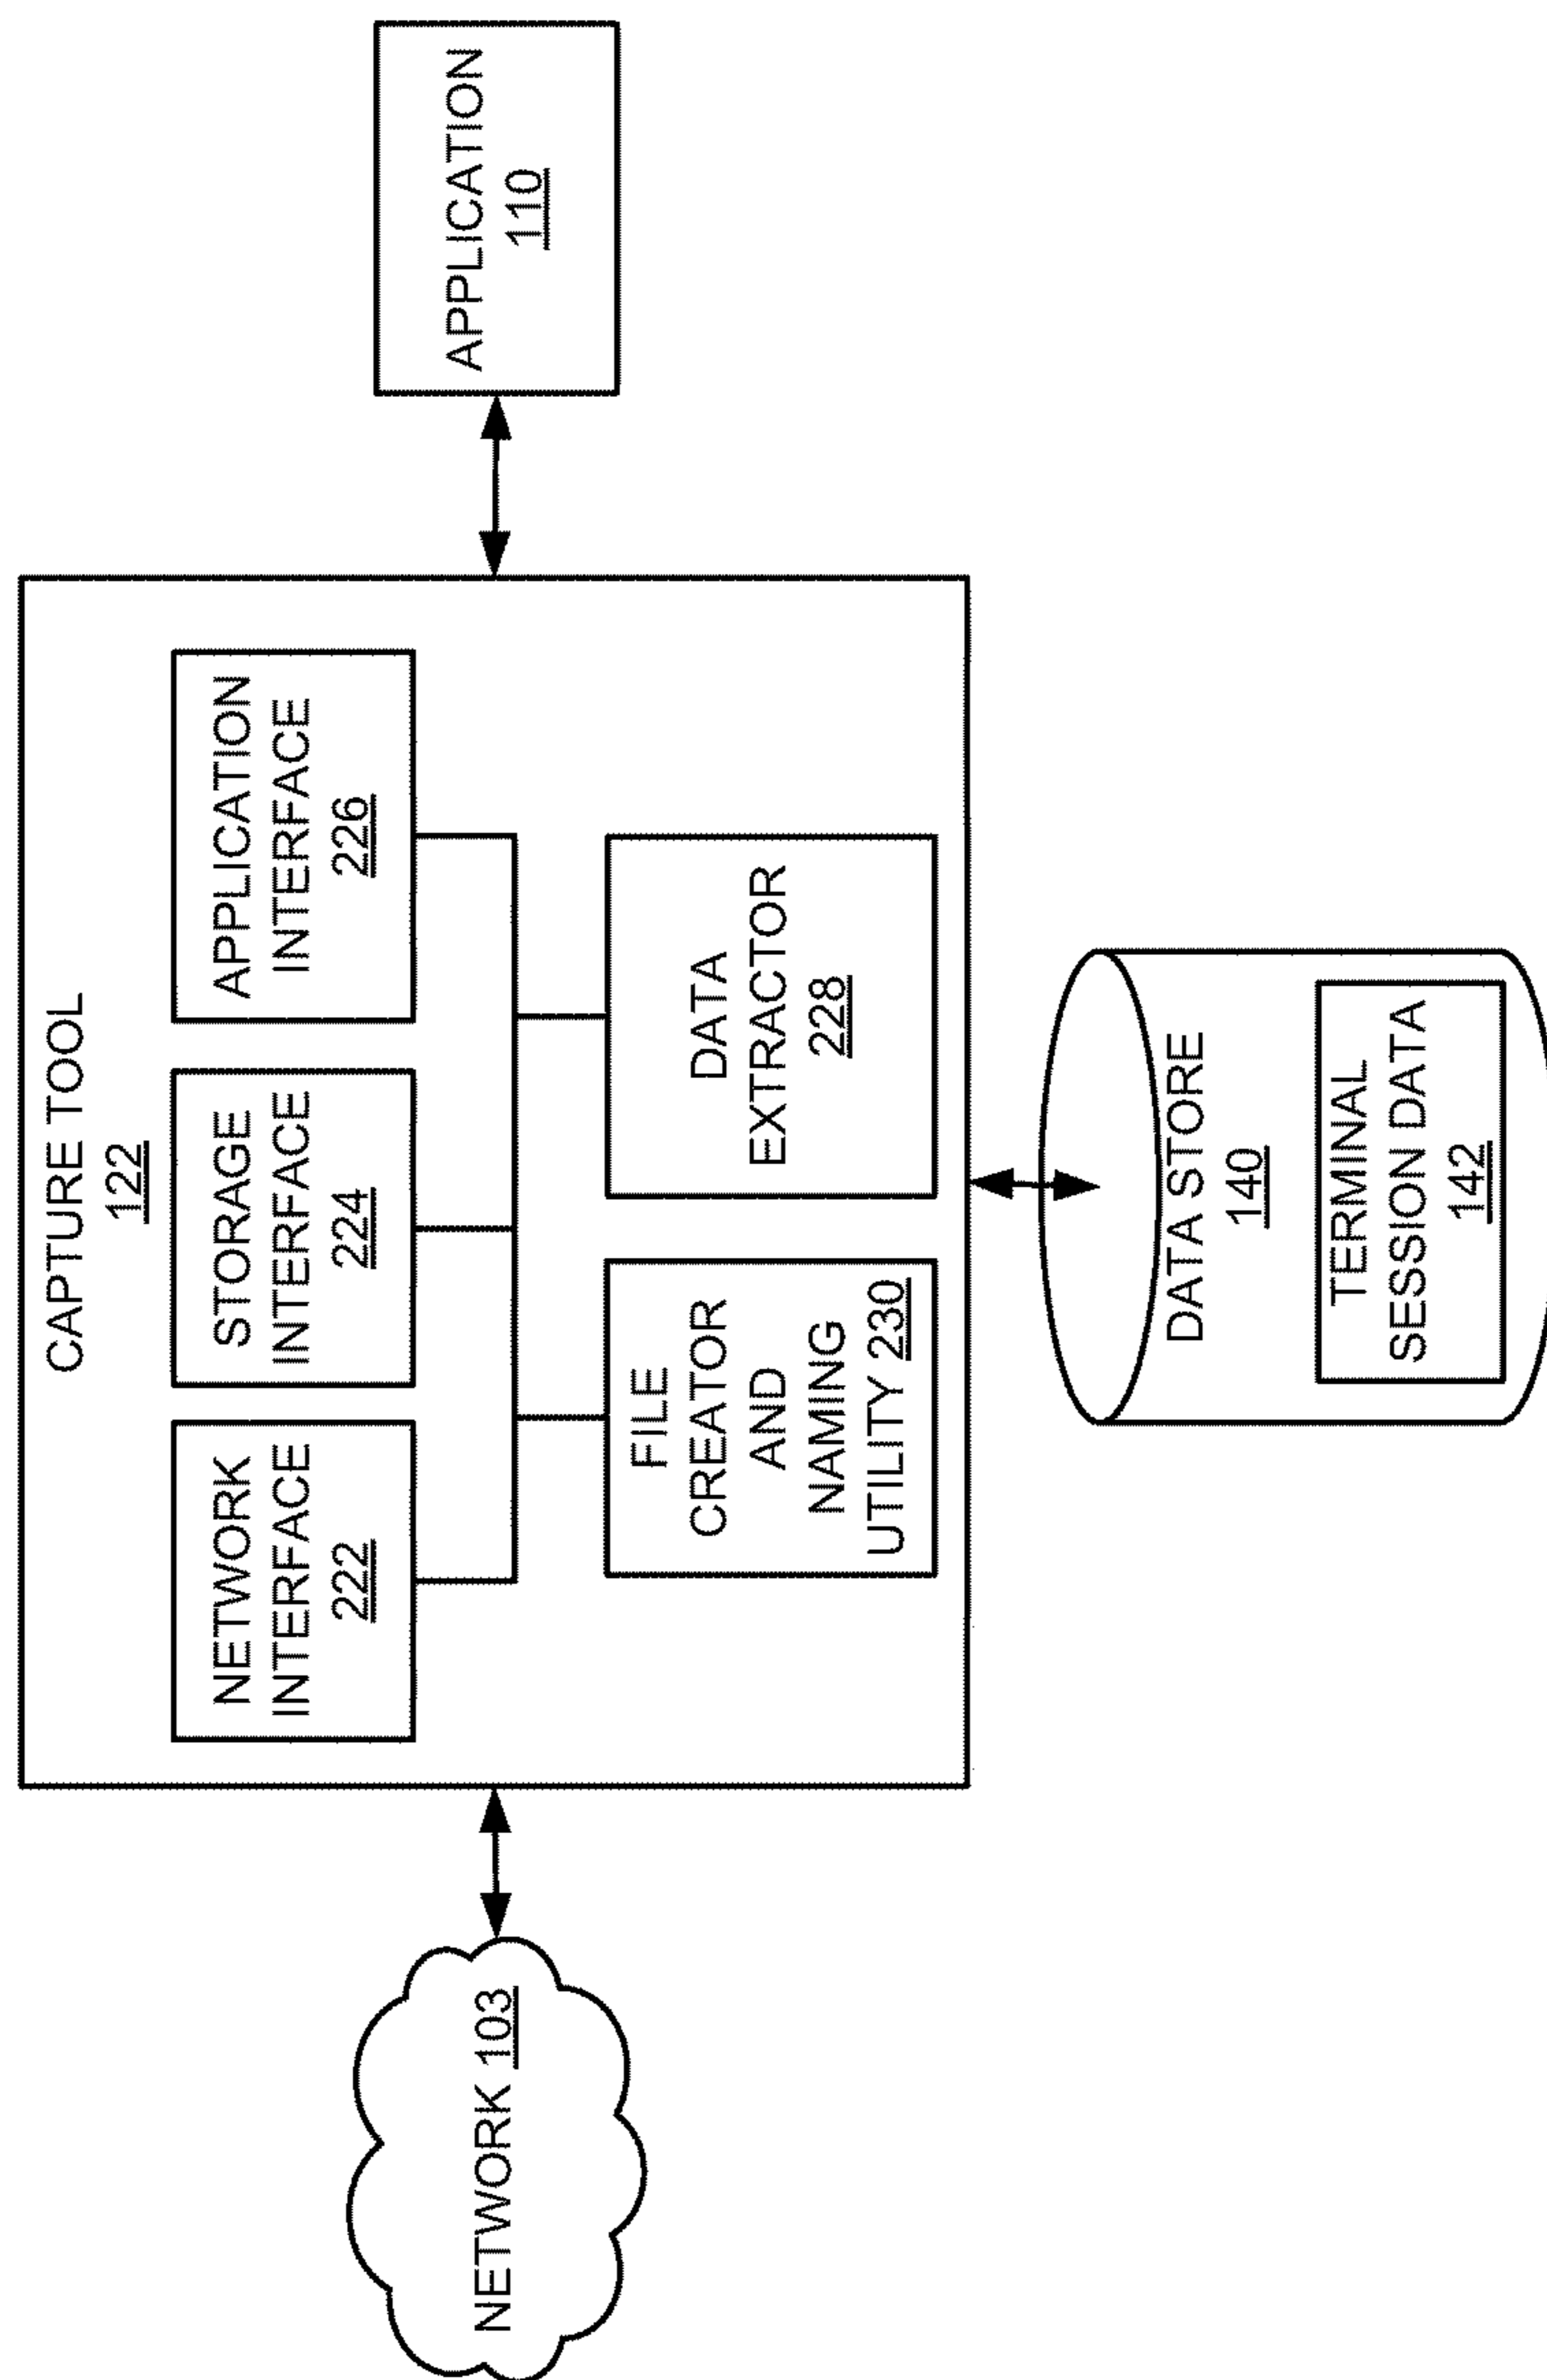 CAPTURE TOOL
122
NETWORK
INTERFACE
222
STORAGE
INTERFACE
224
APPLICATION
INTERFACE
226
FILE
CREATOR
AND
NAMING
UTILITY 230
DATA
EXTRACTOR
228
NETWORK 103
APPLICATION
110
DATA STORE
140
TERMINAL
SESSION DATA
142